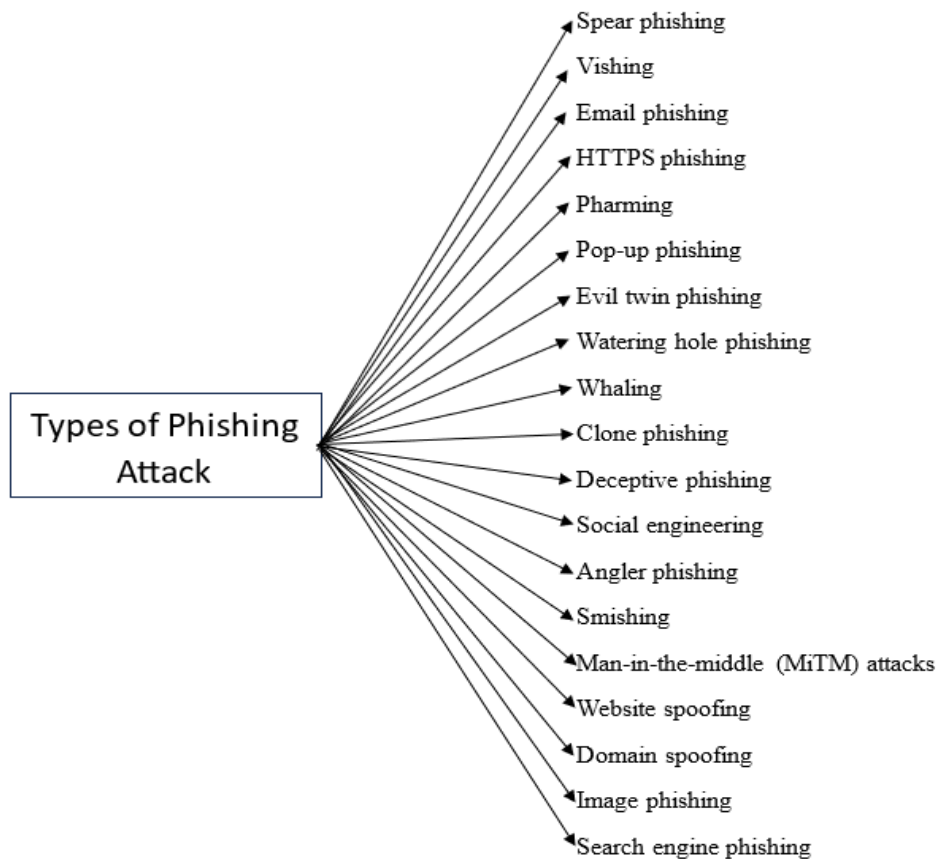 Spear phishing
Vishing
Email phishing
HTTPS phishing
Pharming
Pop-up phishing
Evil twin phishing
Watering hole phishing
Whaling
Types of Phishing
Attack
Clone phishing
Deceptive phishing
Social engineering
Angler phishing
Smishing
Man-in-the-middle (MiTM) attacks
Website spoofing
Domain spoofing
Image phishing
Search engine phishing